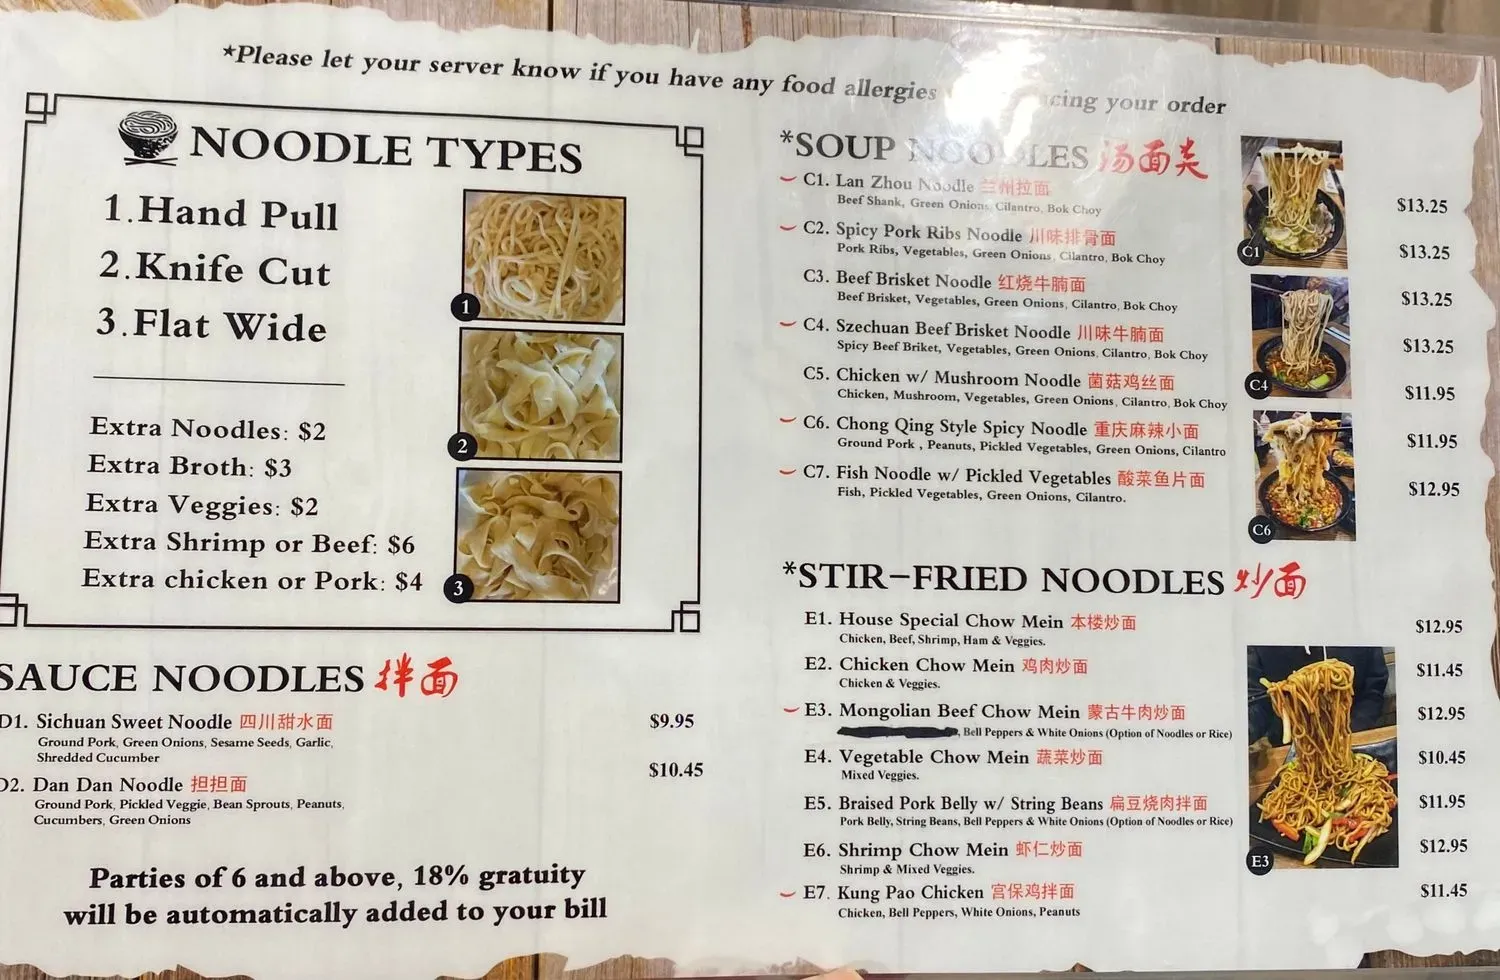 *Please let your server know if you have any food allergies cing your order
NOODLE TYPES
1.Hand Pull
2.Knife Cut
3.Flat Wide
1
2
3
Extra Noodles: $2
Extra Broth: $3
Extra Veggies: $2
Extra Shrimp or Beef: $6
Extra chicken or Pork: $4
SAUCE NOODLES 拌面
D1. Sichuan Sweet Noodle 四川甜水面 $9.95
Ground Pork, Green Onions, Sesame Seeds, Garlic,
Shredded Cucumber
D2. Dan Dan Noodle 担担面 $10.45
Ground Pork, Pickled Veggie, Bean Sprouts, Peanuts,
Cucumbers, Green Onions
Parties of 6 and above, 18% gratuity
will be automatically added to your bill
*SOUP NOODLES 汤面类
C1. Lan Zhou Noodle 兰州拉面 $13.25
Beef Shank, Green Onions, Cilantro, Bok Choy
C2. Spicy Pork Ribs Noodle 川味排骨面 $13.25
Pork Ribs, Vegetables, Green Onions, Cilantro, Bok Choy
C3. Beef Brisket Noodle 红烧牛腩面 $13.25
Beef Brisket, Vegetables, Green Onions, Cilantro, Bok Choy
C4. Szechuan Beef Brisket Noodle 川味牛腩面 $13.25
Spicy Beef Briket, Vegetables, Green Onions, Cilantro, Bok Choy
C5. Chicken w/ Mushroom Noodle 菌菇鸡丝面 $11.95
Chicken, Mushroom, Vegetables, Green Onions, Cilantro, Bok Choy
C6. Chong Qing Style Spicy Noodle 重庆麻辣小面 $11.95
Ground Pork , Peanuts, Pickled Vegetables, Green Onions, Cilantro
C7. Fish Noodle w/ Pickled Vegetables 酸菜鱼片面 $12.95
Fish, Pickled Vegetables, Green Onions, Cilantro.
C1
C4
C6
*STIR-FRIED NOODLES 炒面
E1. House Special Chow Mein 本楼炒面 $12.95
Chicken, Beef, Shrimp, Ham & Veggies.
E2. Chicken Chow Mein 鸡肉炒面 $11.45
Chicken & Veggies.
E3. Mongolian Beef Chow Mein 蒙古牛肉炒面 $12.95
, Bell Peppers & White Onions (Option of Noodles or Rice)
E4. Vegetable Chow Mein 蔬菜炒面 $10.45
Mixed Veggies.
E5. Braised Pork Belly w/ String Beans 扁豆烧肉拌面 $11.95
Pork Belly, String Beans, Bell Peppers & White Onions (Option of Noodles or Rice)
E6. Shrimp Chow Mein 虾仁炒面 $12.95
Shrimp & Mixed Veggies.
E7. Kung Pao Chicken 宫保鸡拌面 $11.45
Chicken, Bell Peppers, White Onions, Peanuts
E3